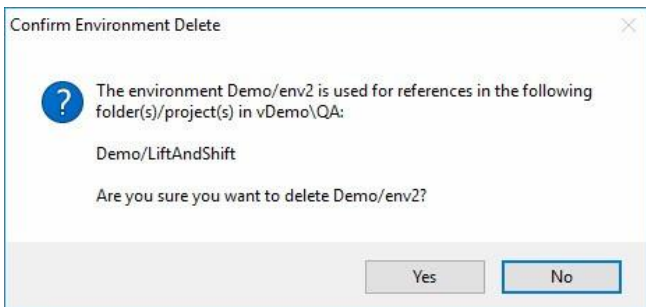 Confirm Environment Delete
The environment Demo/env2 is used for references in the following
folder(s)/project(s) in vDemo\QA:
Demo/LiftAndShift
Are you sure you want to delete Demo/env2?
Yes
No